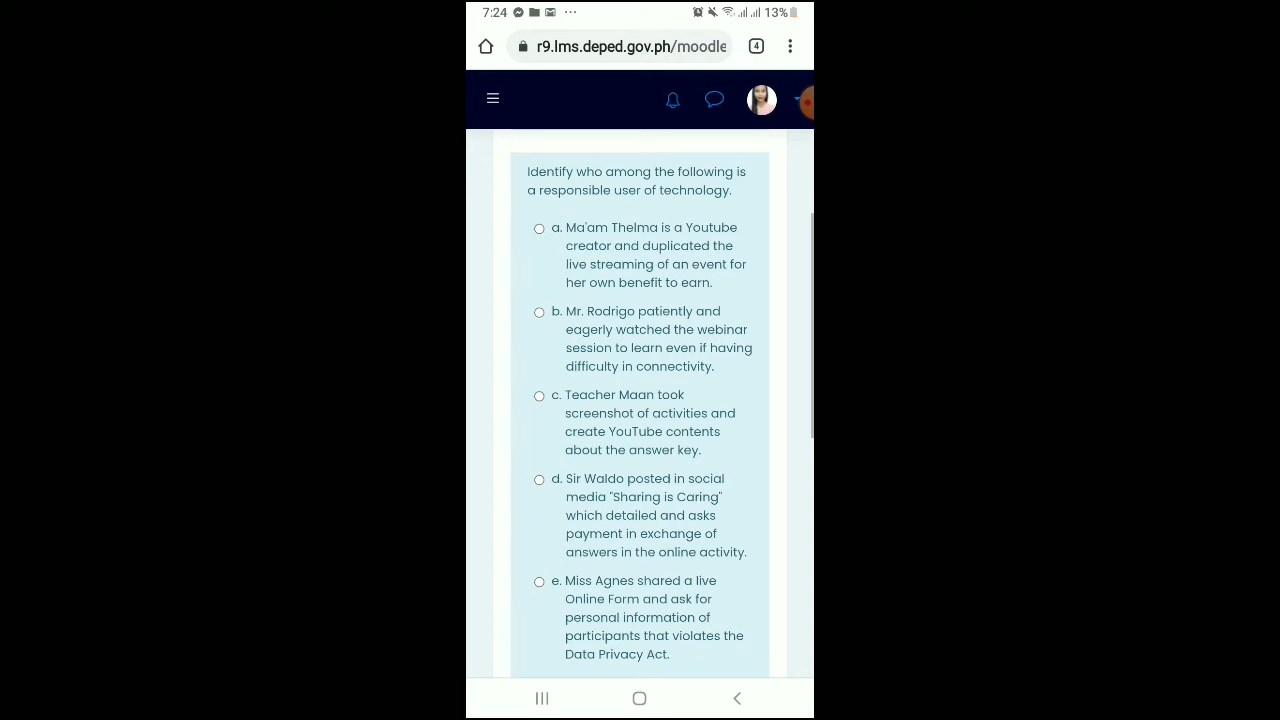 7:24 ... 13%
r9.lms.deped.gov.ph/moodle
4
Identify who among the following is
a responsible user of technology.
a. Ma'am Thelma is a Youtube
creator and duplicated the
live streaming of an event for
her own benefit to earn.
b. Mr. Rodrigo patiently and
eagerly watched the webinar
session to learn even if having
difficulty in connectivity.
c. Teacher Maan took
screenshot of activities and
create YouTube contents
about the answer key.
d. Sir Waldo posted in social
media "Sharing is Caring"
which detailed and asks
payment in exchange of
answers in the online activity.
e. Miss Agnes shared a live
Online Form and ask for
personal information of
participants that violates the
Data Privacy Act.